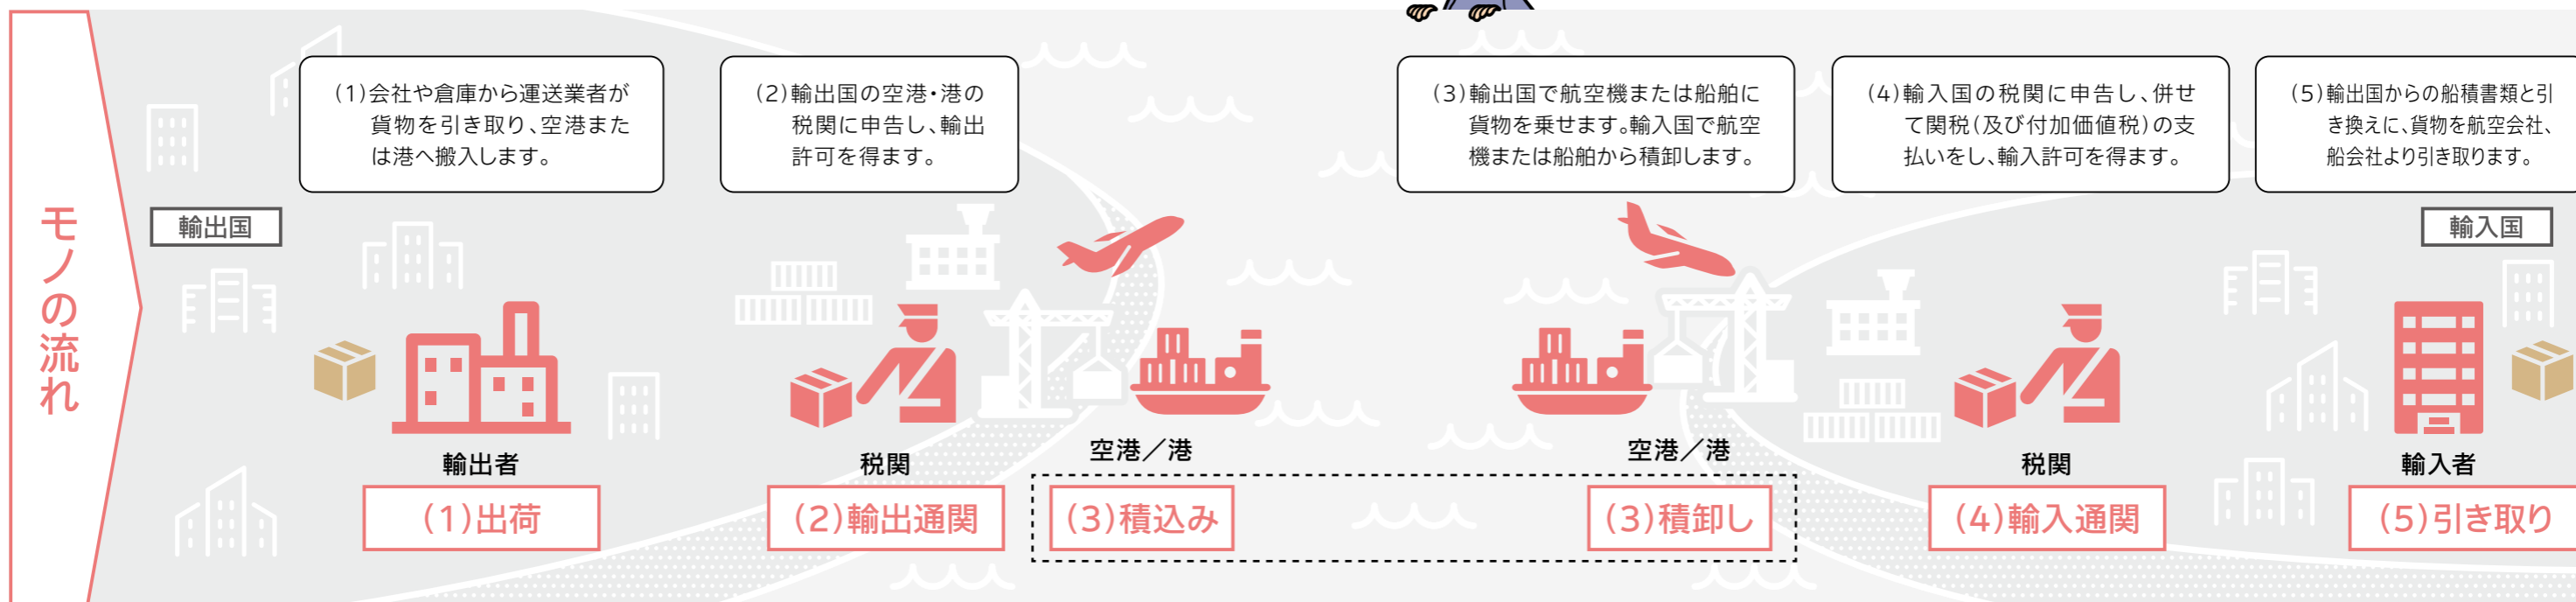 モノの流れ
(1)会社や倉庫から運送業者が
貨物を引き取り、空港また
は港へ搬入します。
(2)輸出国の空港・港の
税関に申告し、輸出
許可を得ます。
(3)輸出国で航空機または船舶に
貨物を乗せます。輸入国で航空
機または船舶から積卸します。
(4)輸入国の税関に申告し、併せ
て関税(及び付加価値税)の支
払いをし、輸入許可を得ます。
(5)輸出国からの船積書類と引
き換えに、貨物を航空会社、
船会社より引き取ります。
輸出国
輸入国
輸出者
税関
空港／港
空港／港
税関
輸入者
(1)出荷
(2)輸出通関
(3)積込み
(3)積卸し
(4)輸入通関
(5)引き取り